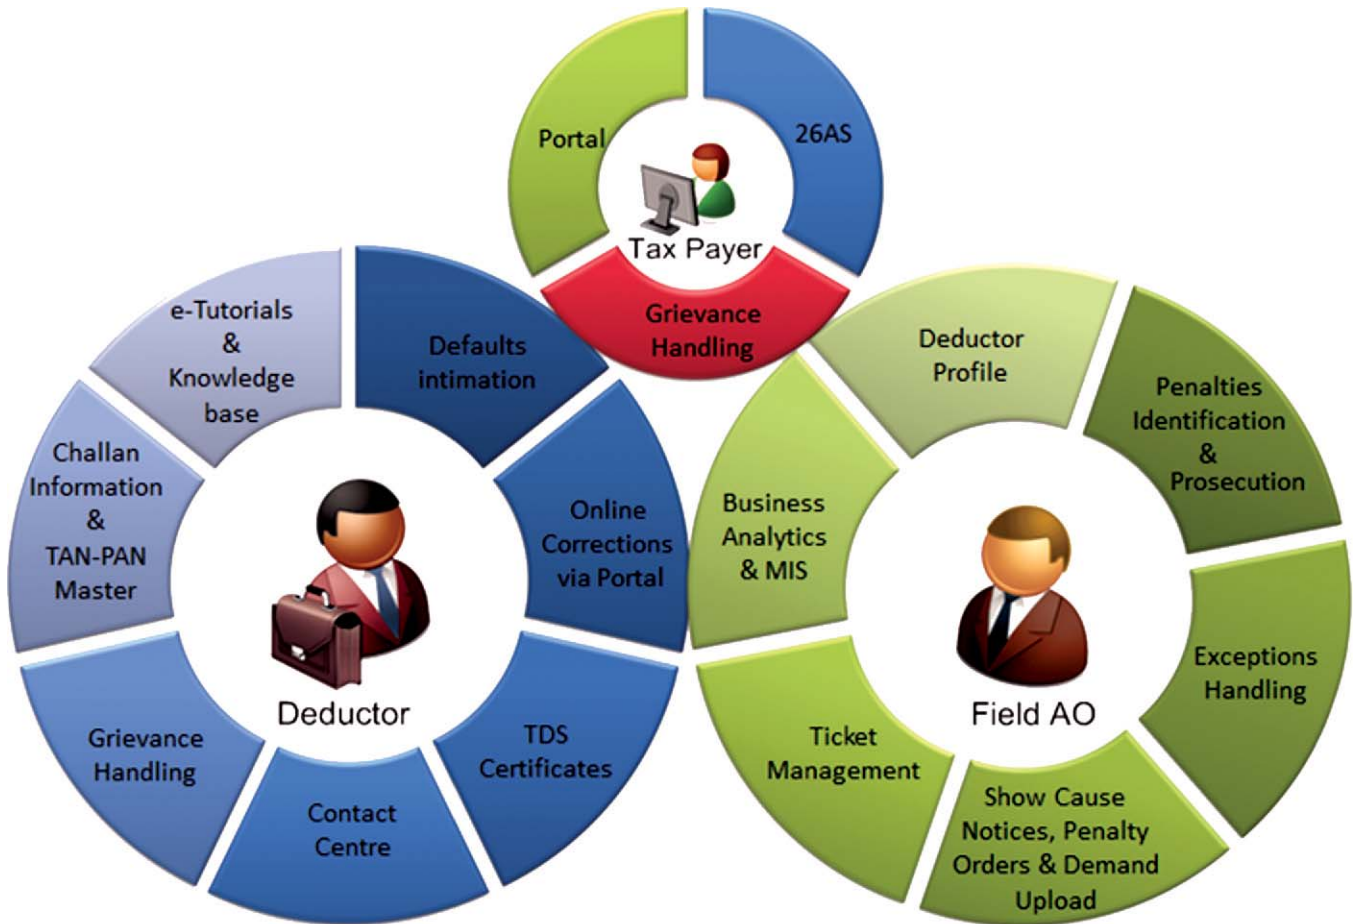 Portal
26AS
Tax Payer
Grievance
Handling
e-Tutorials
&
Knowledge
base
Defaults
intimation
Challan
Information
&
TAN-PAN
Master
Online
Corrections
via Portal
Deductor
Grievance
Handling
TDS
Certificates
Contact
Centre
Deductor
Profile
Penalties
Identification
&
Prosecution
Business
Analytics
& MIS
Field AO
Exceptions
Handling
Ticket
Management
Show Cause
Notices, Penalty
Orders & Demand
Upload